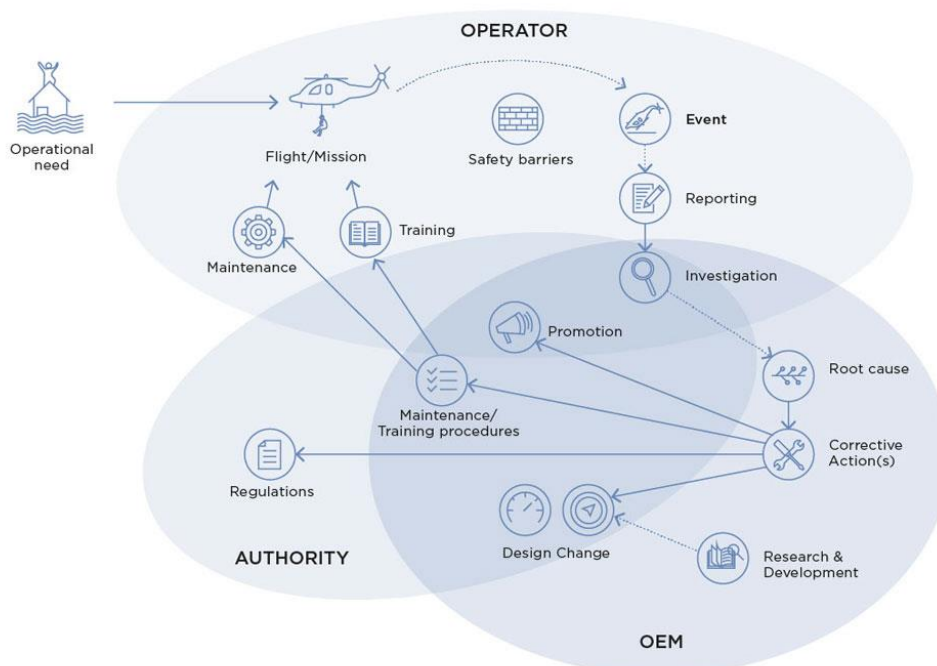 OPERATOR
Operational
need
Flight/Mission
Safety barriers
Event
Reporting
Maintenance
Training
Investigation
Promotion
Root cause
Maintenance/
Training procedures
Corrective
Action(s)
Regulations
Design Change
Research &
Development
AUTHORITY
OEM